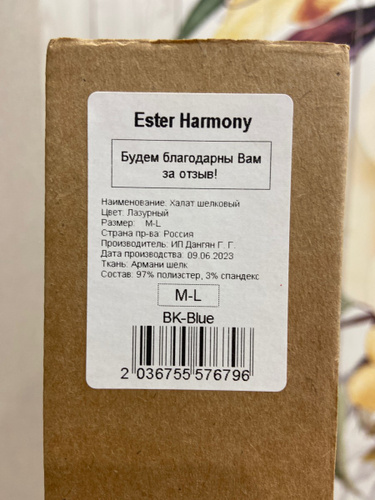 Ester Harmony
Будем благодарны Вам
за отзыв!
Наименование: Халат шелковый
Цвет: Лазурный
Размер: M-L
Страна пр-ва: Россия
Производитель: ИП Дангян Г. Г.
Дата производства: 09.06.2023
Ткань: Армани шелк
Состав: 97% полиэстер, 3% спандекс
M-L
BK-Blue
2 036755 576796